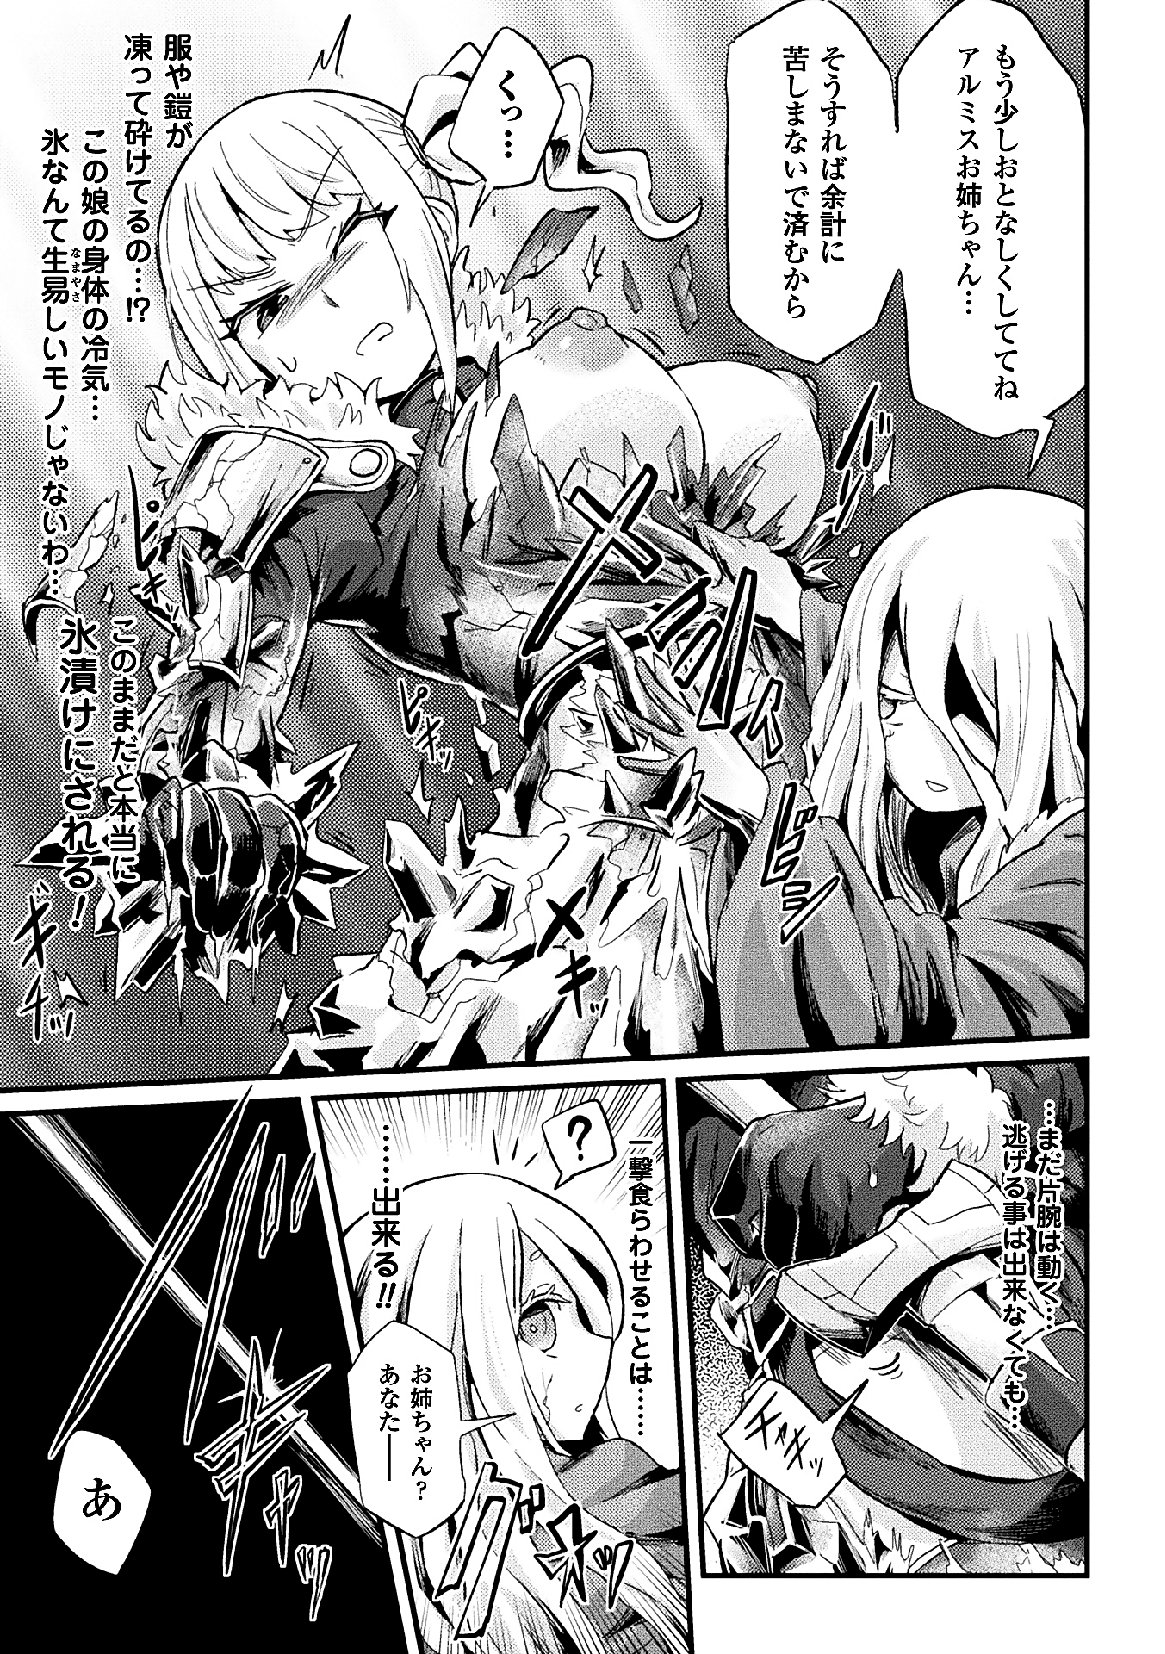 もう少しおとなしくしててね
アルミスお姉ちゃん…
そうすれば余計に
苦しまないで済むから
くっ…
服や鎧が
凍って砕けてるの…!?
この娘の身体の冷気…
氷なんて生易しいモノじゃないわ…
なまやさ
このままだと本当に
氷漬けにされる!
ピキッ
ピキッ
ギギッ
…まだ片腕は動く…
逃げる事は出来なくても…
チャキッ
一撃食らわせることは……
……出来る!!
?
お姉ちゃん?
あなた──
あ